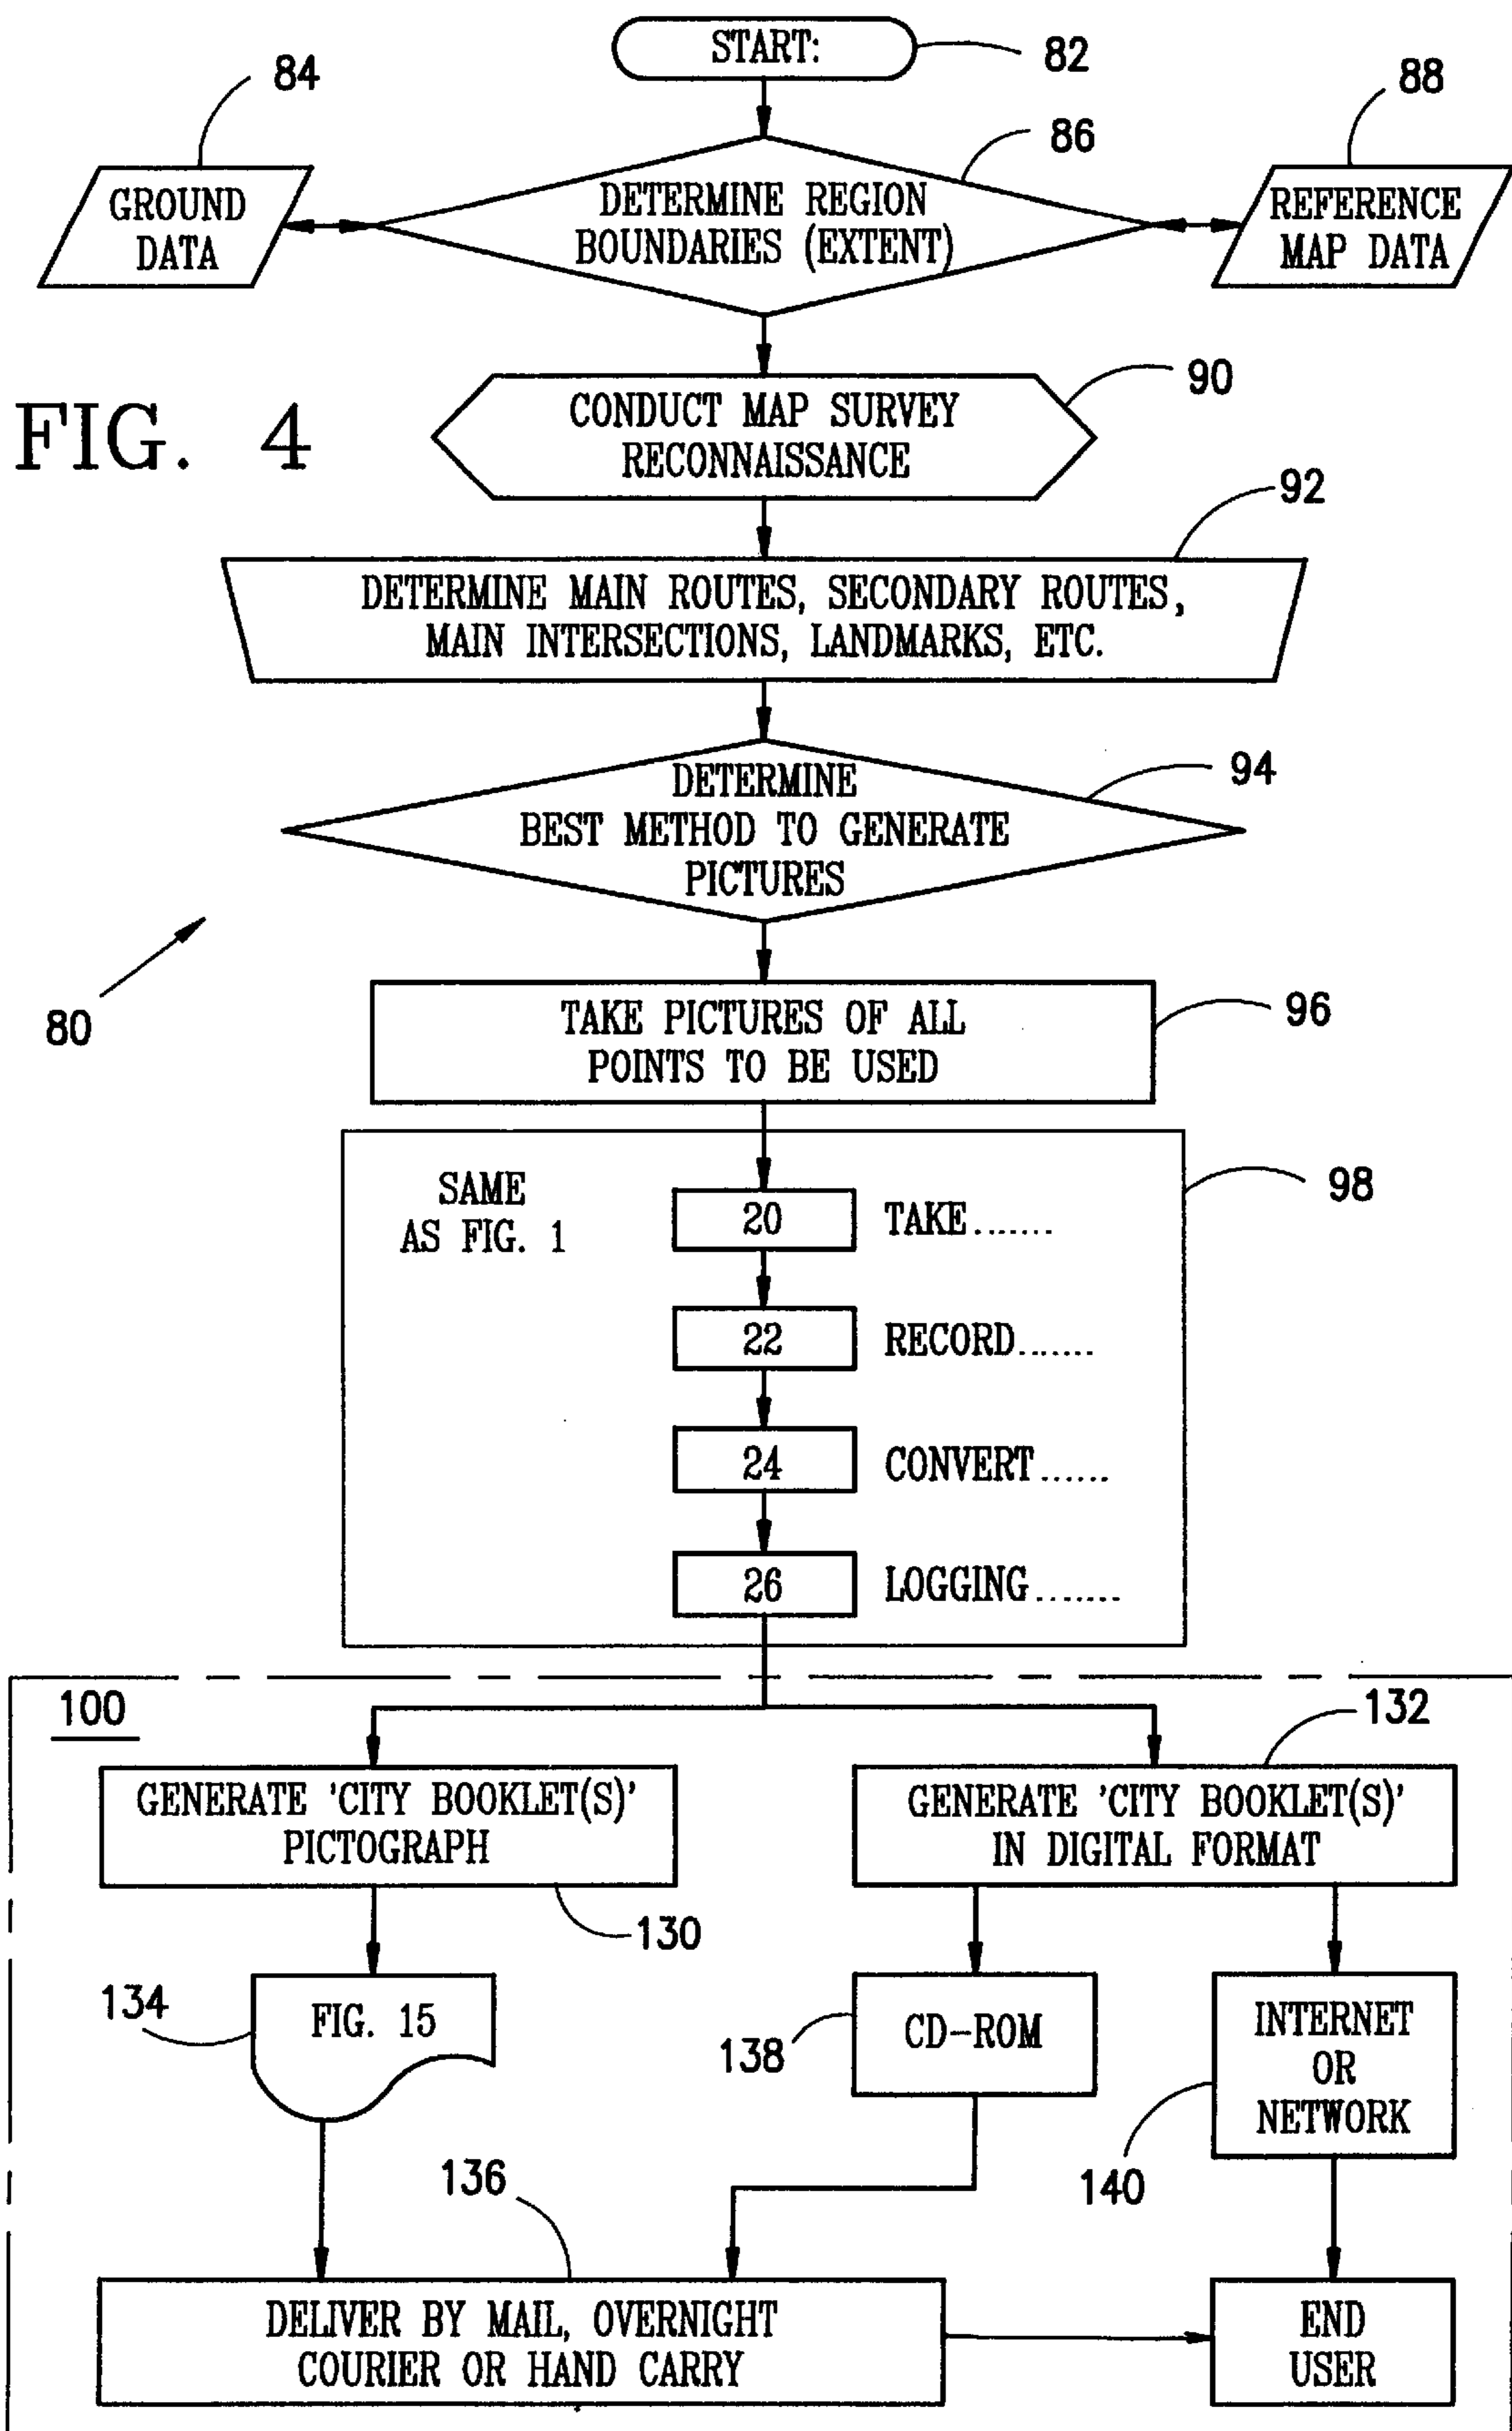 START:
82
84
88
86
GROUND
DATA
DETERMINE REGION
BOUNDARIES (EXTENT)
REFERENCE
MAP DATA
FIG. 4
CONDUCT MAP SURVEY
RECONNAISSANCE
90
92
DETERMINE MAIN ROUTES, SECONDARY ROUTES,
MAIN INTERSECTIONS, LANDMARKS, ETC.
94
DETERMINE
BEST METHOD TO GENERATE
PICTURES
80
TAKE PICTURES OF ALL
POINTS TO BE USED
96
98
SAME
AS FIG. 1
20 TAKE.......
22 RECORD.......
24 CONVERT......
26 LOGGING.......
100
132
GENERATE 'CITY BOOKLET(S)'
PICTOGRAPH
GENERATE 'CITY BOOKLET(S)'
IN DIGITAL FORMAT
130
134
FIG. 15
138
CD-ROM
INTERNET
OR
NETWORK
136
140
DELIVER BY MAIL, OVERNIGHT
COURIER OR HAND CARRY
END
USER